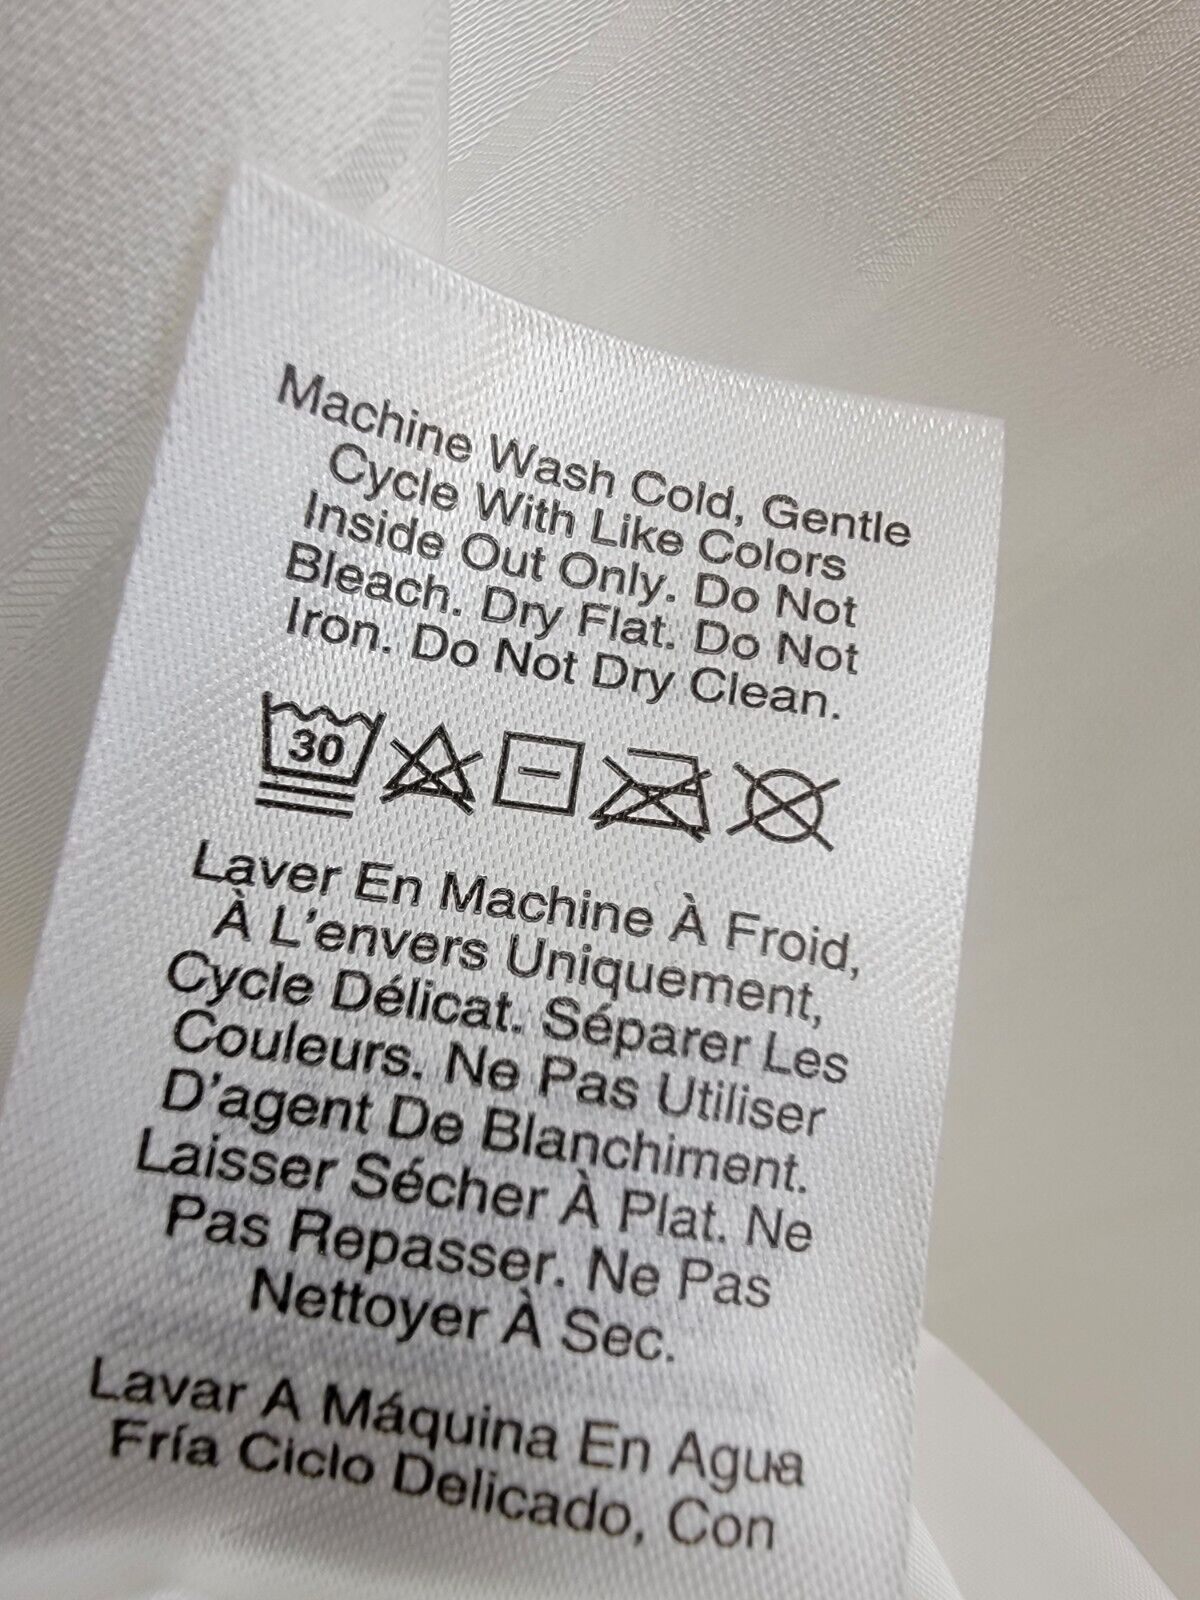 Machine Wash Cold, Gentle
Cycle With Like Colors
Inside Out Only. Do Not
Bleach. Dry Flat. Do Not
Iron. Do Not Dry Clean.
30
Laver En Machine À Froid,
À L'envers Uniquement,
Cycle Délicat. Séparer Les
Couleurs. Ne Pas Utiliser
D'agent De Blanchiment.
Laisser Sécher À Plat. Ne
Pas Repasser. Ne Pas
Nettoyer À Sec.
Lavar A Máquina En Agua
Fría Ciclo Delicado, Con